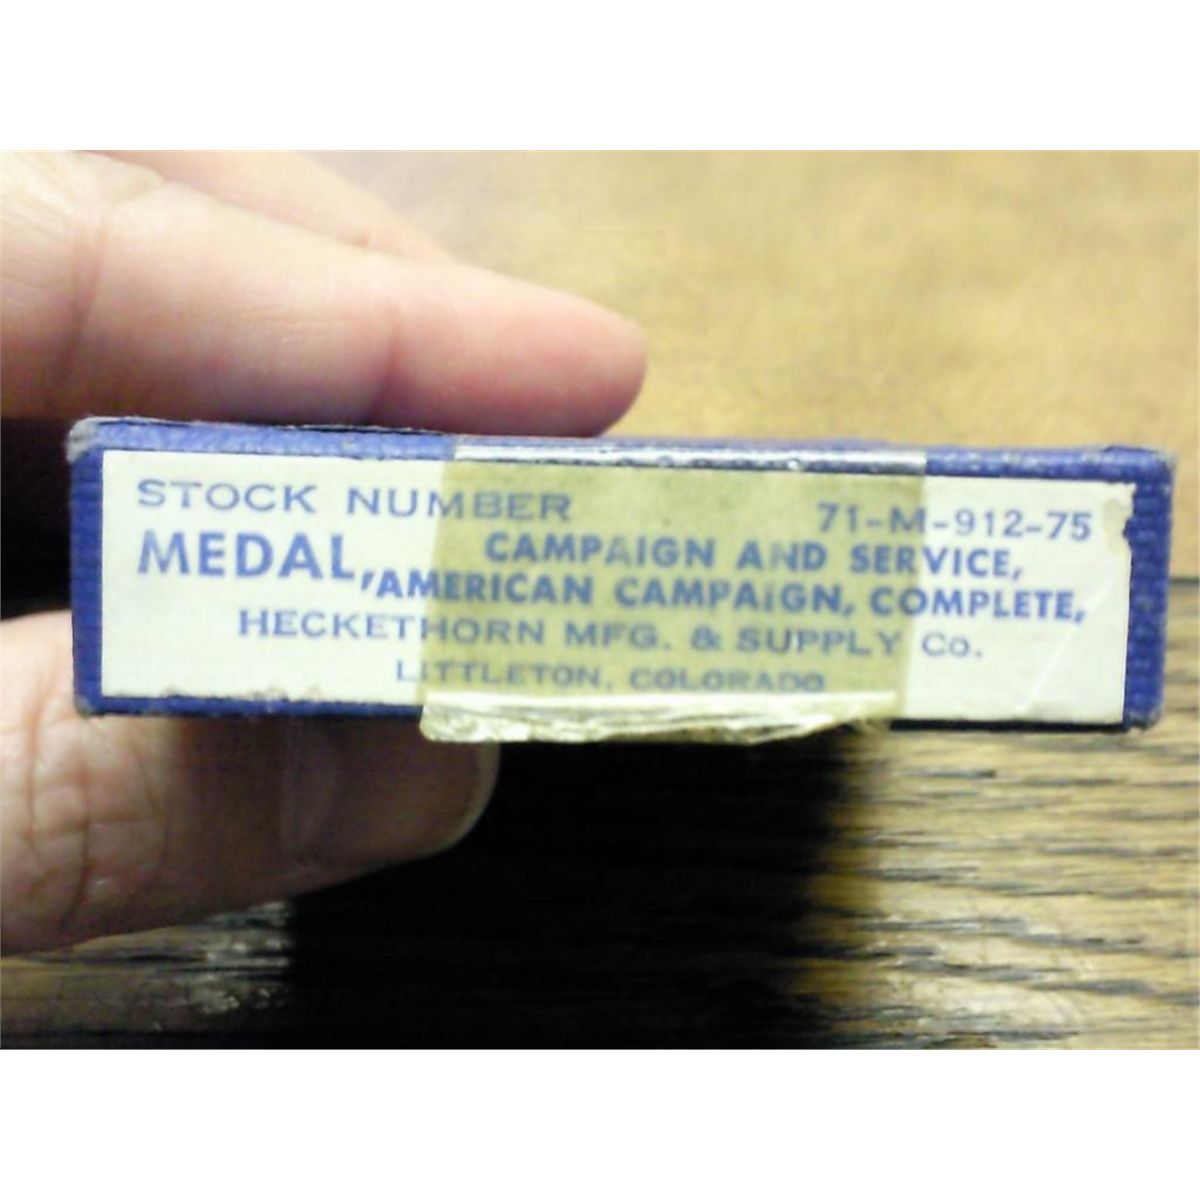 STOCK NUMBER 71-M-912-75
MEDAL, CAMPAIGN AND SERVICE,
AMERICAN CAMPAIGN, COMPLETE,
HECKETHORN MFG. & SUPPLY Co.
LITTLETON, COLORADO